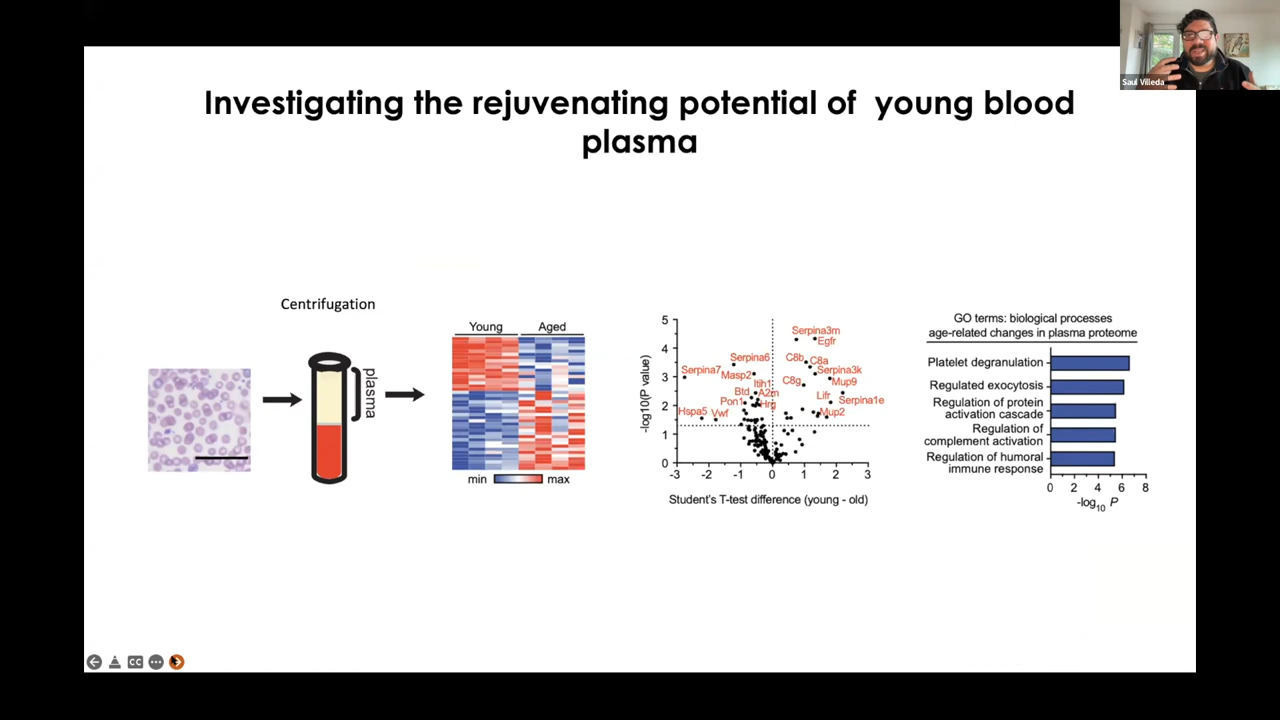 Saul Villeda
Investigating the rejuvenating potential of young blood
plasma
Centrifugation
plasma
Young
Aged
min
max
5
4
3
2
1
0
-log10(P value)
-3
-2
-1
0
1
2
3
Student's T-test difference (young - old)
Serpina3m
Egfr
Serpina6
C8b
C8a
Serpina7
Masp2
Serpina3k
Itih1
C8g
Mup9
Btd
A2m
Lifr
Serpina1e
Pon1
Hrg
Hspa5
Vwf
Mup2
GO terms: biological processes
age-related changes in plasma proteome
Platelet degranulation
Regulated exocytosis
Regulation of protein
activation cascade
Regulation of
complement activation
Regulation of humoral
immune response
0
2
4
6
8
-log10 P
CC